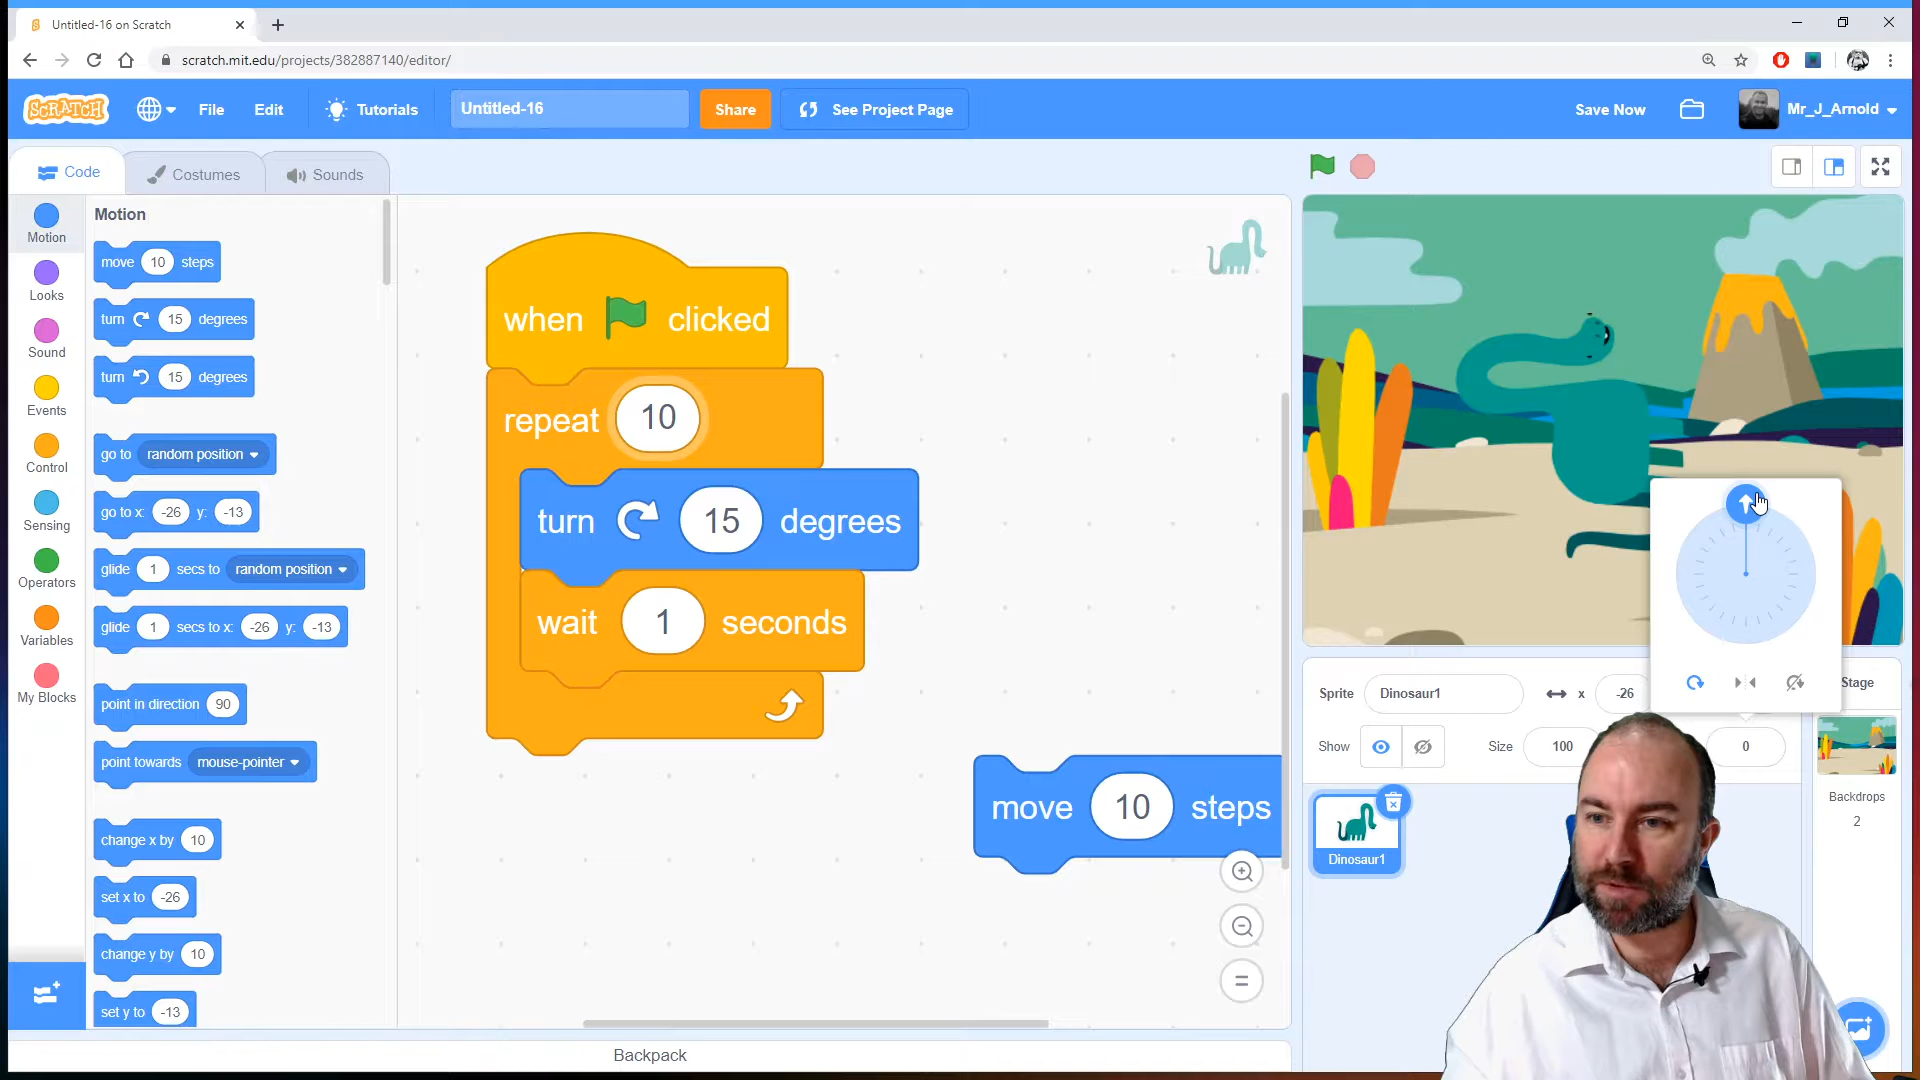 Untitled-16 on Scratch
scratch.mit.edu/projects/382887140/editor/
SCRATCH
File
Edit
Tutorials
Untitled-16
Share
See Project Page
Save Now
Mr_J_Arnold
Code
Costumes
Sounds
Motion
Looks
Sound
Events
Control
Sensing
Operators
Variables
My Blocks
Motion
move 10 steps
turn 15 degrees
turn 15 degrees
go to random position
go to x: -26 y: -13
glide 1 secs to random position
glide 1 secs to x: -26 y: -13
point in direction 90
point towards mouse-pointer
change x by 10
set x to -26
change y by 10
set y to -13
when clicked
repeat 10
turn 15 degrees
wait 1 seconds
move 10 steps
Backpack
Sprite Dinosaur1 x -26
Show Size 100 0
Dinosaur1
Stage
Backdrops
2